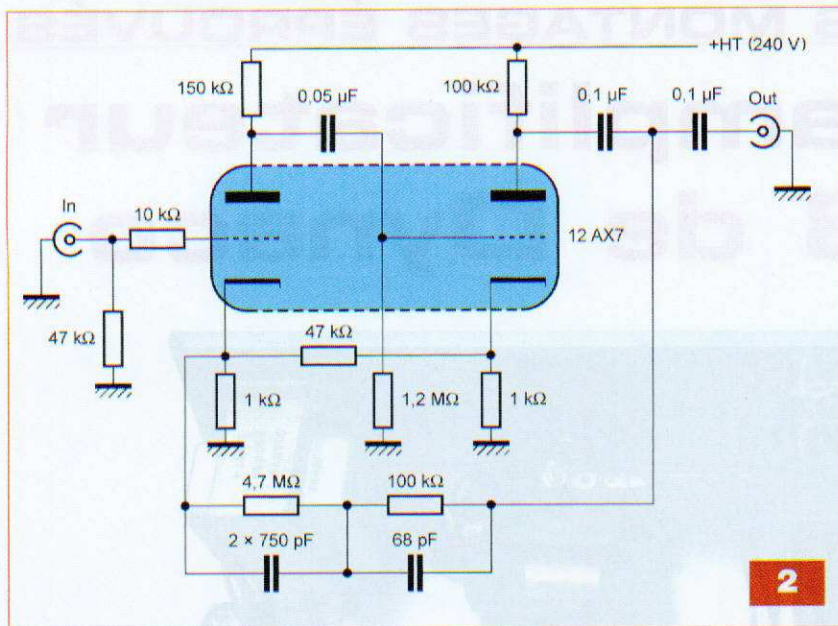 +HT (240 V)
150 kΩ
0,05 µF
100 kΩ
0,1 µF
0,1 µF
Out
In
10 kΩ
12 AX7
47 kΩ
47 kΩ
1 kΩ
1,2 MΩ
1 kΩ
4,7 MΩ
100 kΩ
2 × 750 pF
68 pF
2